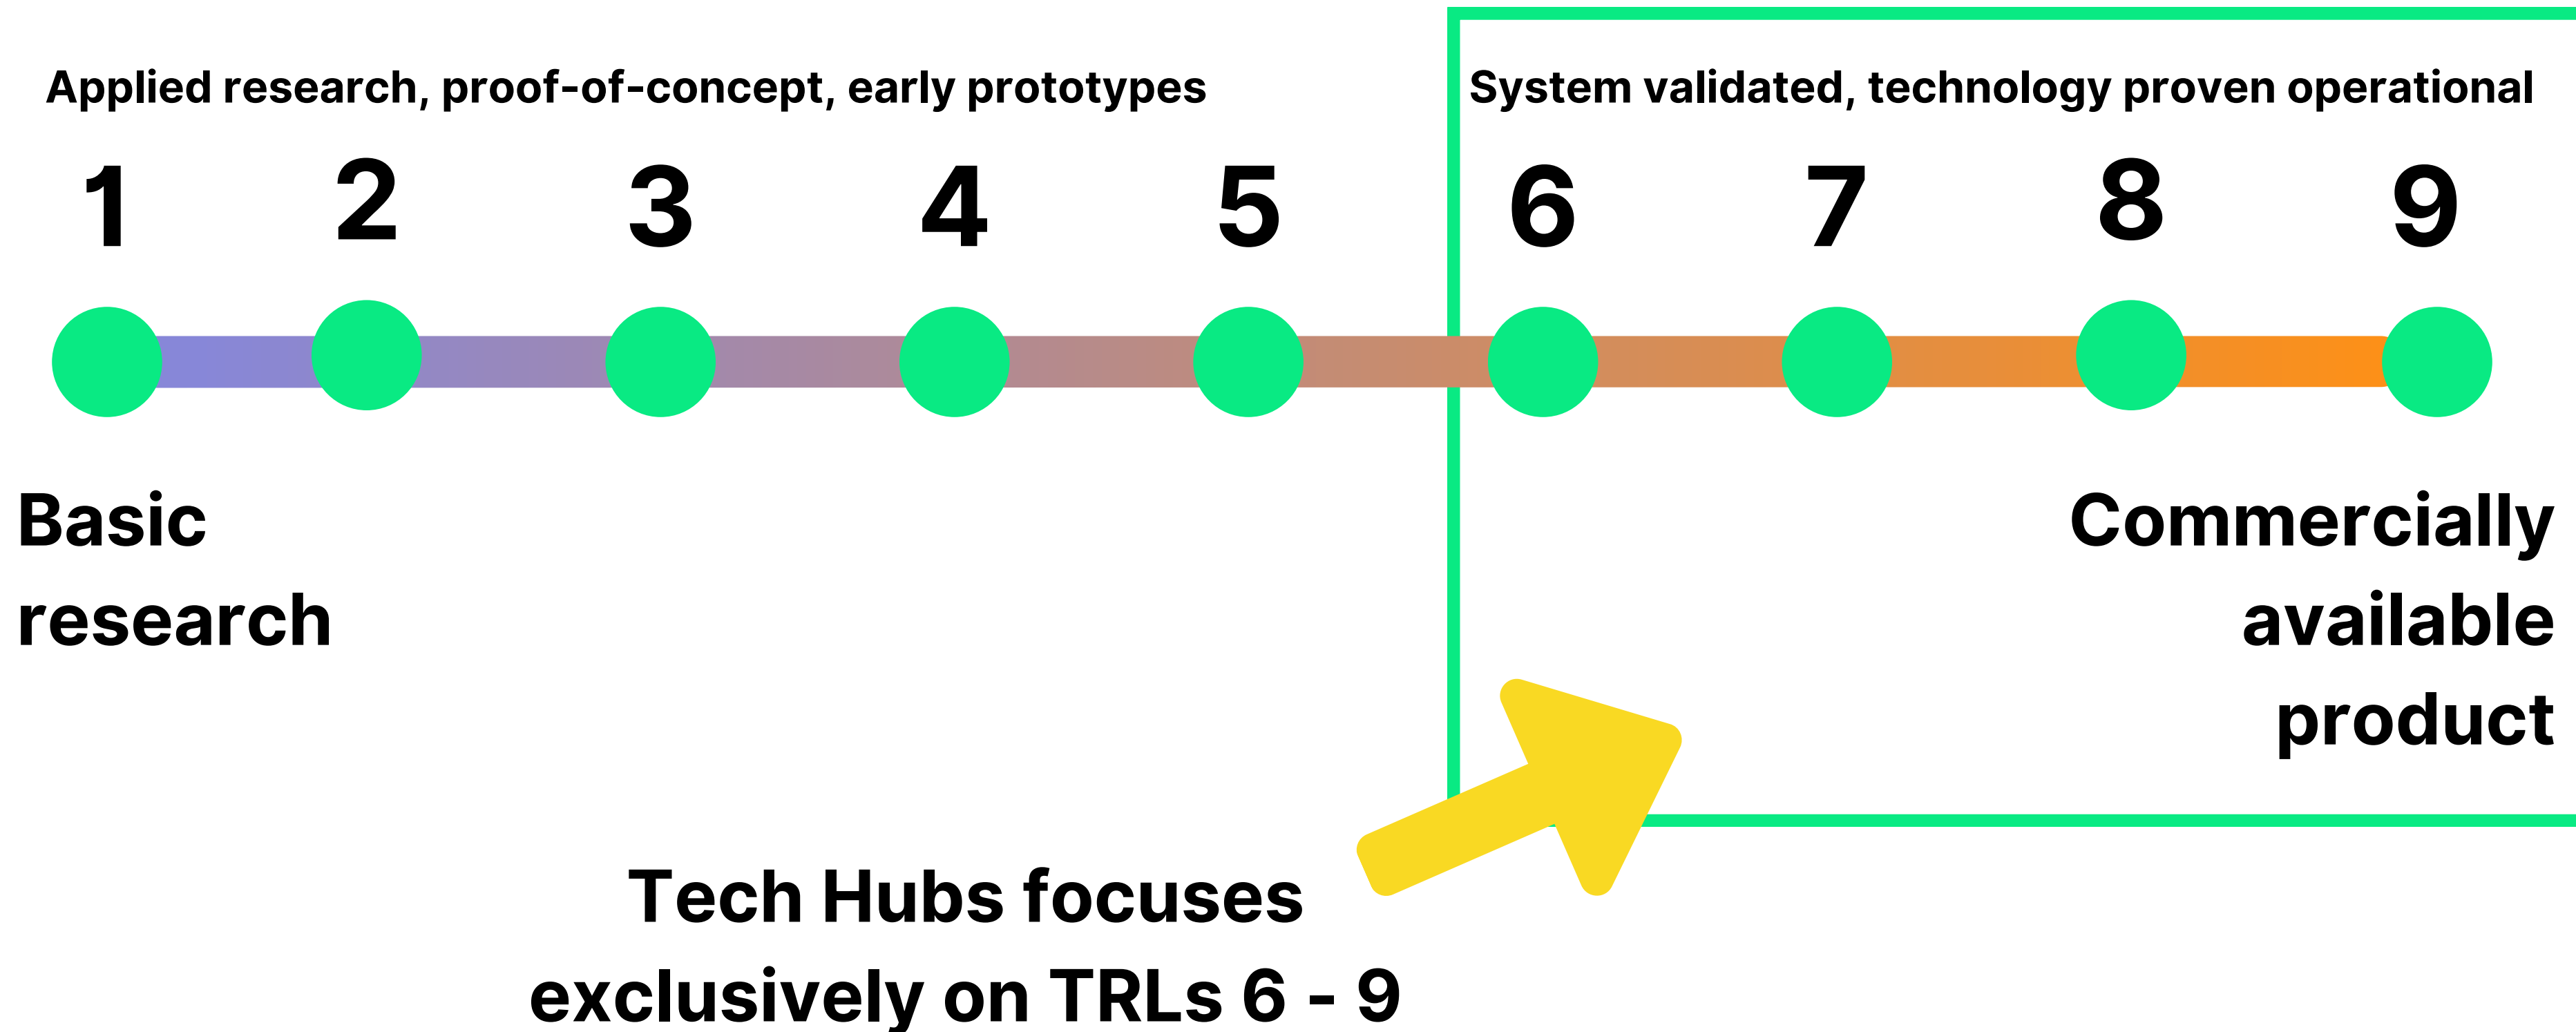 Applied research, proof-of-concept, early prototypes
System validated, technology proven operational
1 2 3 4 5 6 7 8 9
Basic
research
Commercially
available
product
Tech Hubs focuses
exclusively on TRLs 6 - 9